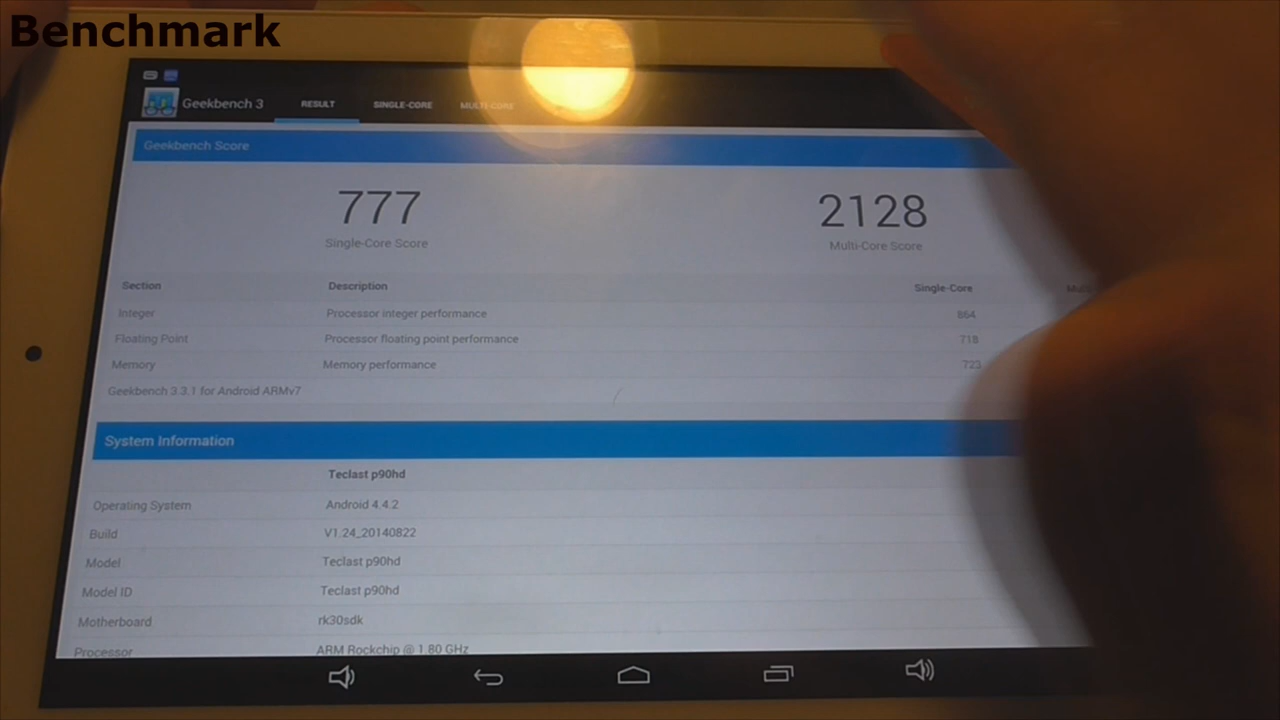 Benchmark
Geekbench 3 RESULT SINGLE-CORE MULTI-CORE
Geekbench Score
777 2128
Single-Core Score Multi-Core Score
Section Description Single-Core
Integer Processor integer performance 864
Floating Point Processor floating point performance 718
Memory Memory performance 723
Geekbench 3.3.1 for Android ARMv7
System Information
Teclast p90hd
Operating System Android 4.4.2
Build V1.24_20140822
Model Teclast p90hd
Model ID Teclast p90hd
Motherboard rk30sdk
Processor ARM Rockchip @ 1.80 GHz